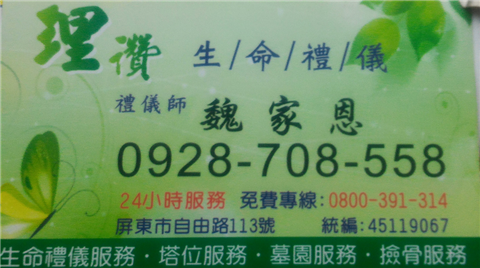 理讚 生/命/禮/儀
禮儀師 魏家恩
0928-708-558
24小時服務 免費專線:0800-391-314
屏東市自由路113號 統編:45119067
生命禮儀服務·塔位服務·墓園服務·撿骨服務